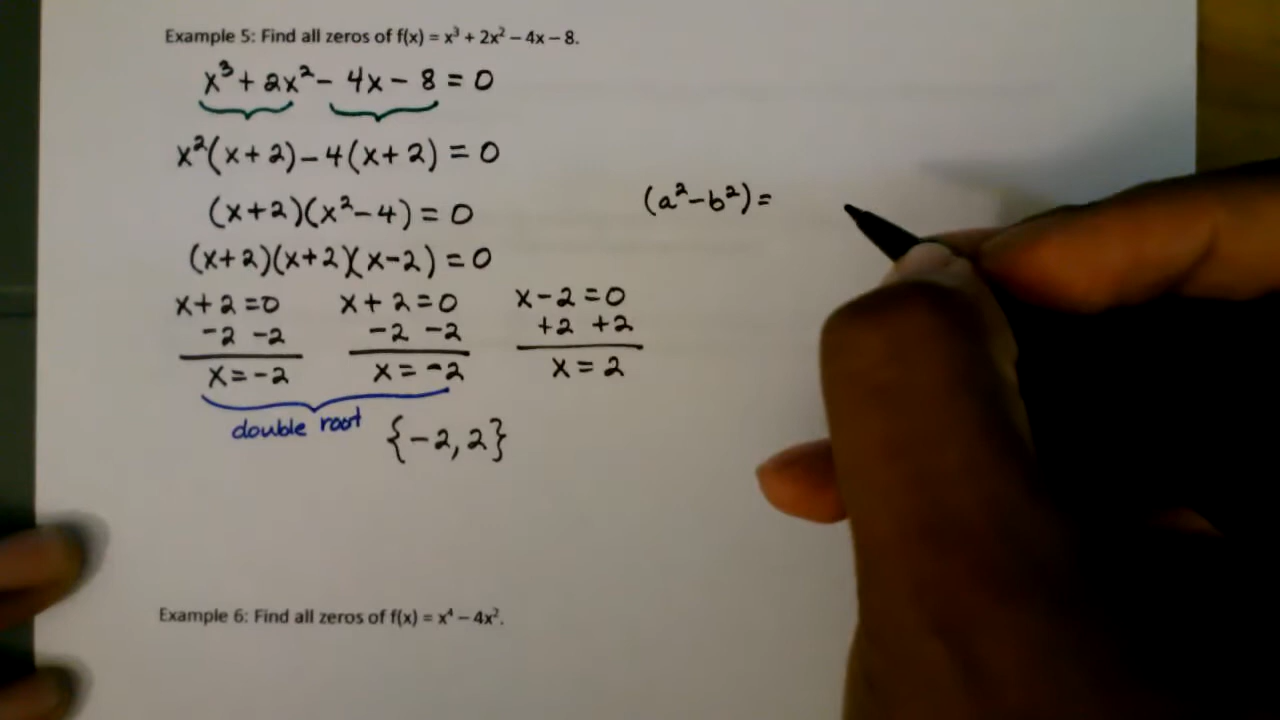 Example 5: Find all zeros of f(x) = x³ + 2x² – 4x – 8.
x³ + 2x² – 4x – 8 = 0
x²(x + 2) – 4(x + 2) = 0
(x+2)(x² – 4) = 0
(a² – b²) =
(x+2)(x+2)(x – 2) = 0
x + 2 = 0 x + 2 = 0 x – 2 = 0
–2 –2 –2 –2 +2 +2
x = –2 x = –2 x = 2
double root
{–2, 2}
Example 6: Find all zeros of f(x) = x⁴ – 4x².